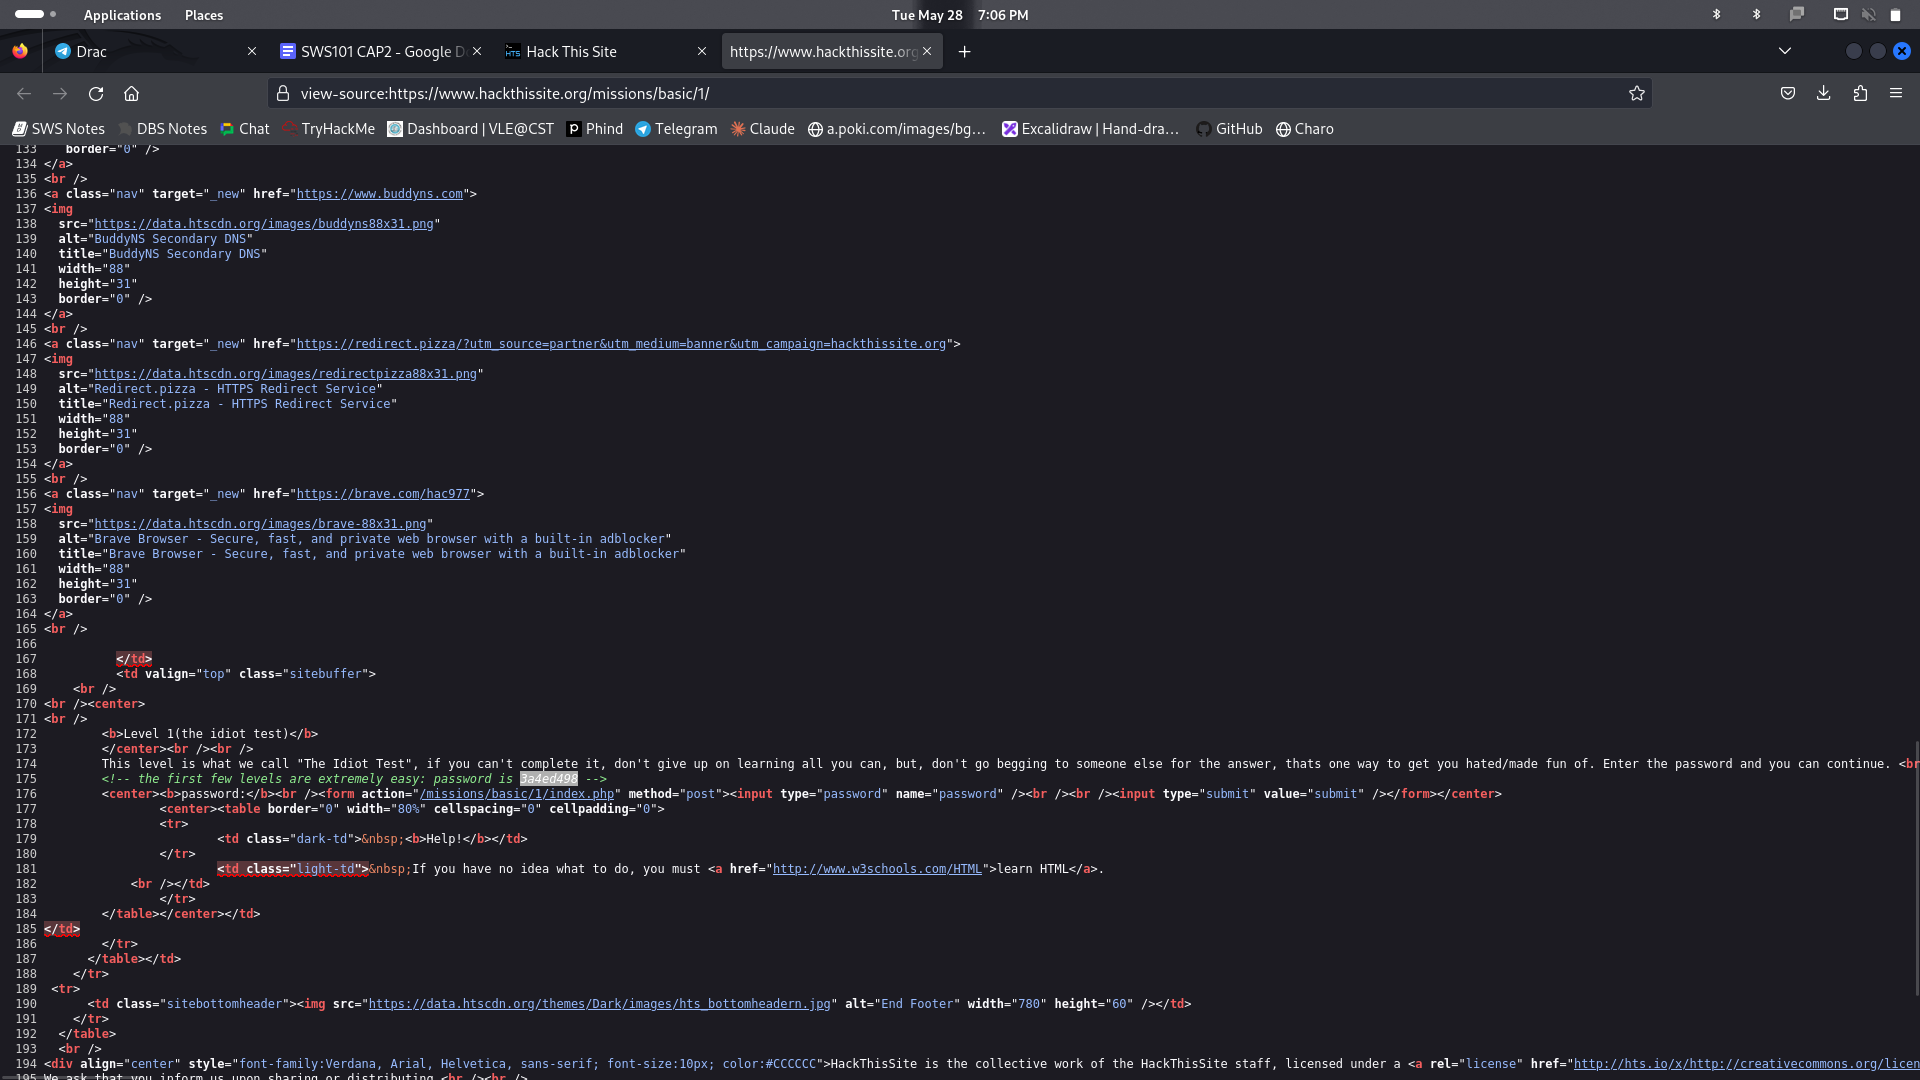 Applications Places Tue May 28 7:06 PM
Drac SWS101 CAP2 - Google D Hack This Site https://www.hackthissite.org
view-source:https://www.hackthissite.org/missions/basic/1/
SWS Notes DBS Notes Chat TryHackMe Dashboard | VLE@CST Phind Telegram Claude a.poki.com/images/bg… Excalidraw | Hand-dra… GitHub Charo
133 border="0" />
134 </a>
135 <br />
136 <a class="nav" target="_new" href="https://www.buddyns.com">
137 <img
138 src="https://data.htscdn.org/images/buddyns88x31.png"
139 alt="BuddyNS Secondary DNS"
140 title="BuddyNS Secondary DNS"
141 width="88"
142 height="31"
143 border="0" />
144 </a>
145 <br />
146 <a class="nav" target="_new" href="https://redirect.pizza/?utm_source=partner&utm_medium=banner&utm_campaign=hackthissite.org">
147 <img
148 src="https://data.htscdn.org/images/redirectpizza88x31.png"
149 alt="Redirect.pizza - HTTPS Redirect Service"
150 title="Redirect.pizza - HTTPS Redirect Service"
151 width="88"
152 height="31"
153 border="0" />
154 </a>
155 <br />
156 <a class="nav" target="_new" href="https://brave.com/hac977">
157 <img
158 src="https://data.htscdn.org/images/brave-88x31.png"
159 alt="Brave Browser - Secure, fast, and private web browser with a built-in adblocker"
160 title="Brave Browser - Secure, fast, and private web browser with a built-in adblocker"
161 width="88"
162 height="31"
163 border="0" />
164 </a>
165 <br />
166
167 </td>
168 <td valign="top" class="sitebuffer">
169 <br />
170 <br /><center>
171 <br />
172 <b>Level 1(the idiot test)</b>
173 </center><br /><br />
174 This level is what we call "The Idiot Test", if you can't complete it, don't give up on learning all you can, but, don't go begging to someone else for the answer, thats one way to get you hated/made fun of. Enter the password and you can continue. <br
175 <!-- the first few levels are extremely easy: password is 3a4ed498 -->
176 <center><b>password:</b><br /><form action="/missions/basic/1/index.php" method="post"><input type="password" name="password" /><br /><br /><input type="submit" value="submit" /></form></center>
177 <center><table border="0" width="80%" cellspacing="0" cellpadding="0">
178 <tr>
179 <td class="dark-td">&nbsp;<b>Help!</b></td>
180 </tr>
181 <td class="light-td">&nbsp;If you have no idea what to do, you must <a href="http://www.w3schools.com/HTML">learn HTML</a>.
182 <br /></td>
183 </tr>
184 </table></center></td>
185 </td>
186 </tr>
187 </table></td>
188 </tr>
189 <tr>
190 <td class="sitebottomheader"><img src="https://data.htscdn.org/themes/Dark/images/hts_bottomheadern.jpg" alt="End Footer" width="780" height="60" /></td>
191 </tr>
192 </table>
193 <br />
194 <div align="center" style="font-family:Verdana, Arial, Helvetica, sans-serif; font-size:10px; color:#CCCCCC">HackThisSite is the collective work of the HackThisSite staff, licensed under a <a rel="license" href="http://hts.io/x/http://creativecommons.org/licen
195 We ask that you inform us upon sharing or distributing.<br /><br />